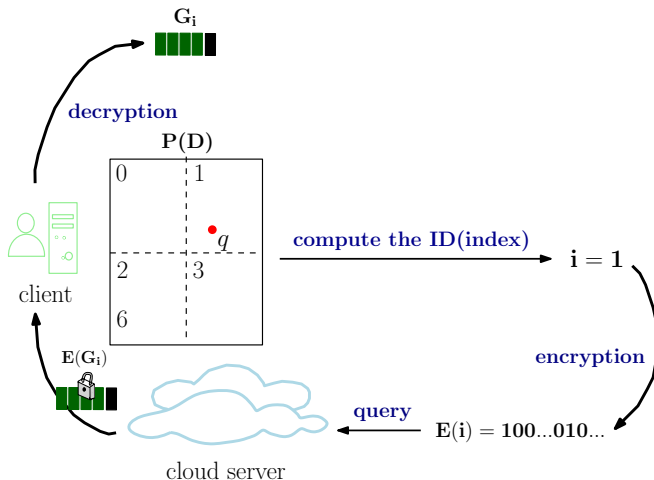 G_i
decryption
P(D)
0 1
q
compute the ID(index)
i = 1
2 3
client
6
E(G_i)
encryption
query
E(i) = 100...010...
cloud server